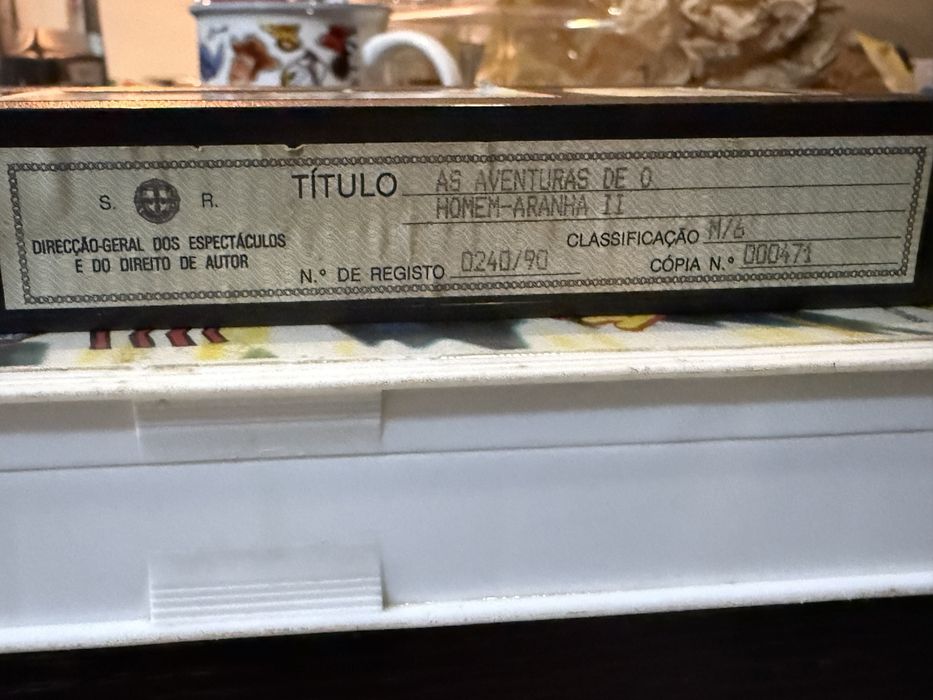 S. R.
DIRECÇÃO-GERAL DOS ESPECTÁCULOS
E DO DIREITO DE AUTOR
TÍTULO AS AVENTURAS DE O
HOMEM-ARANHA II
CLASSIFICAÇÃO M/6
N.º DE REGISTO 0240/90
CÓPIA N.º 000471